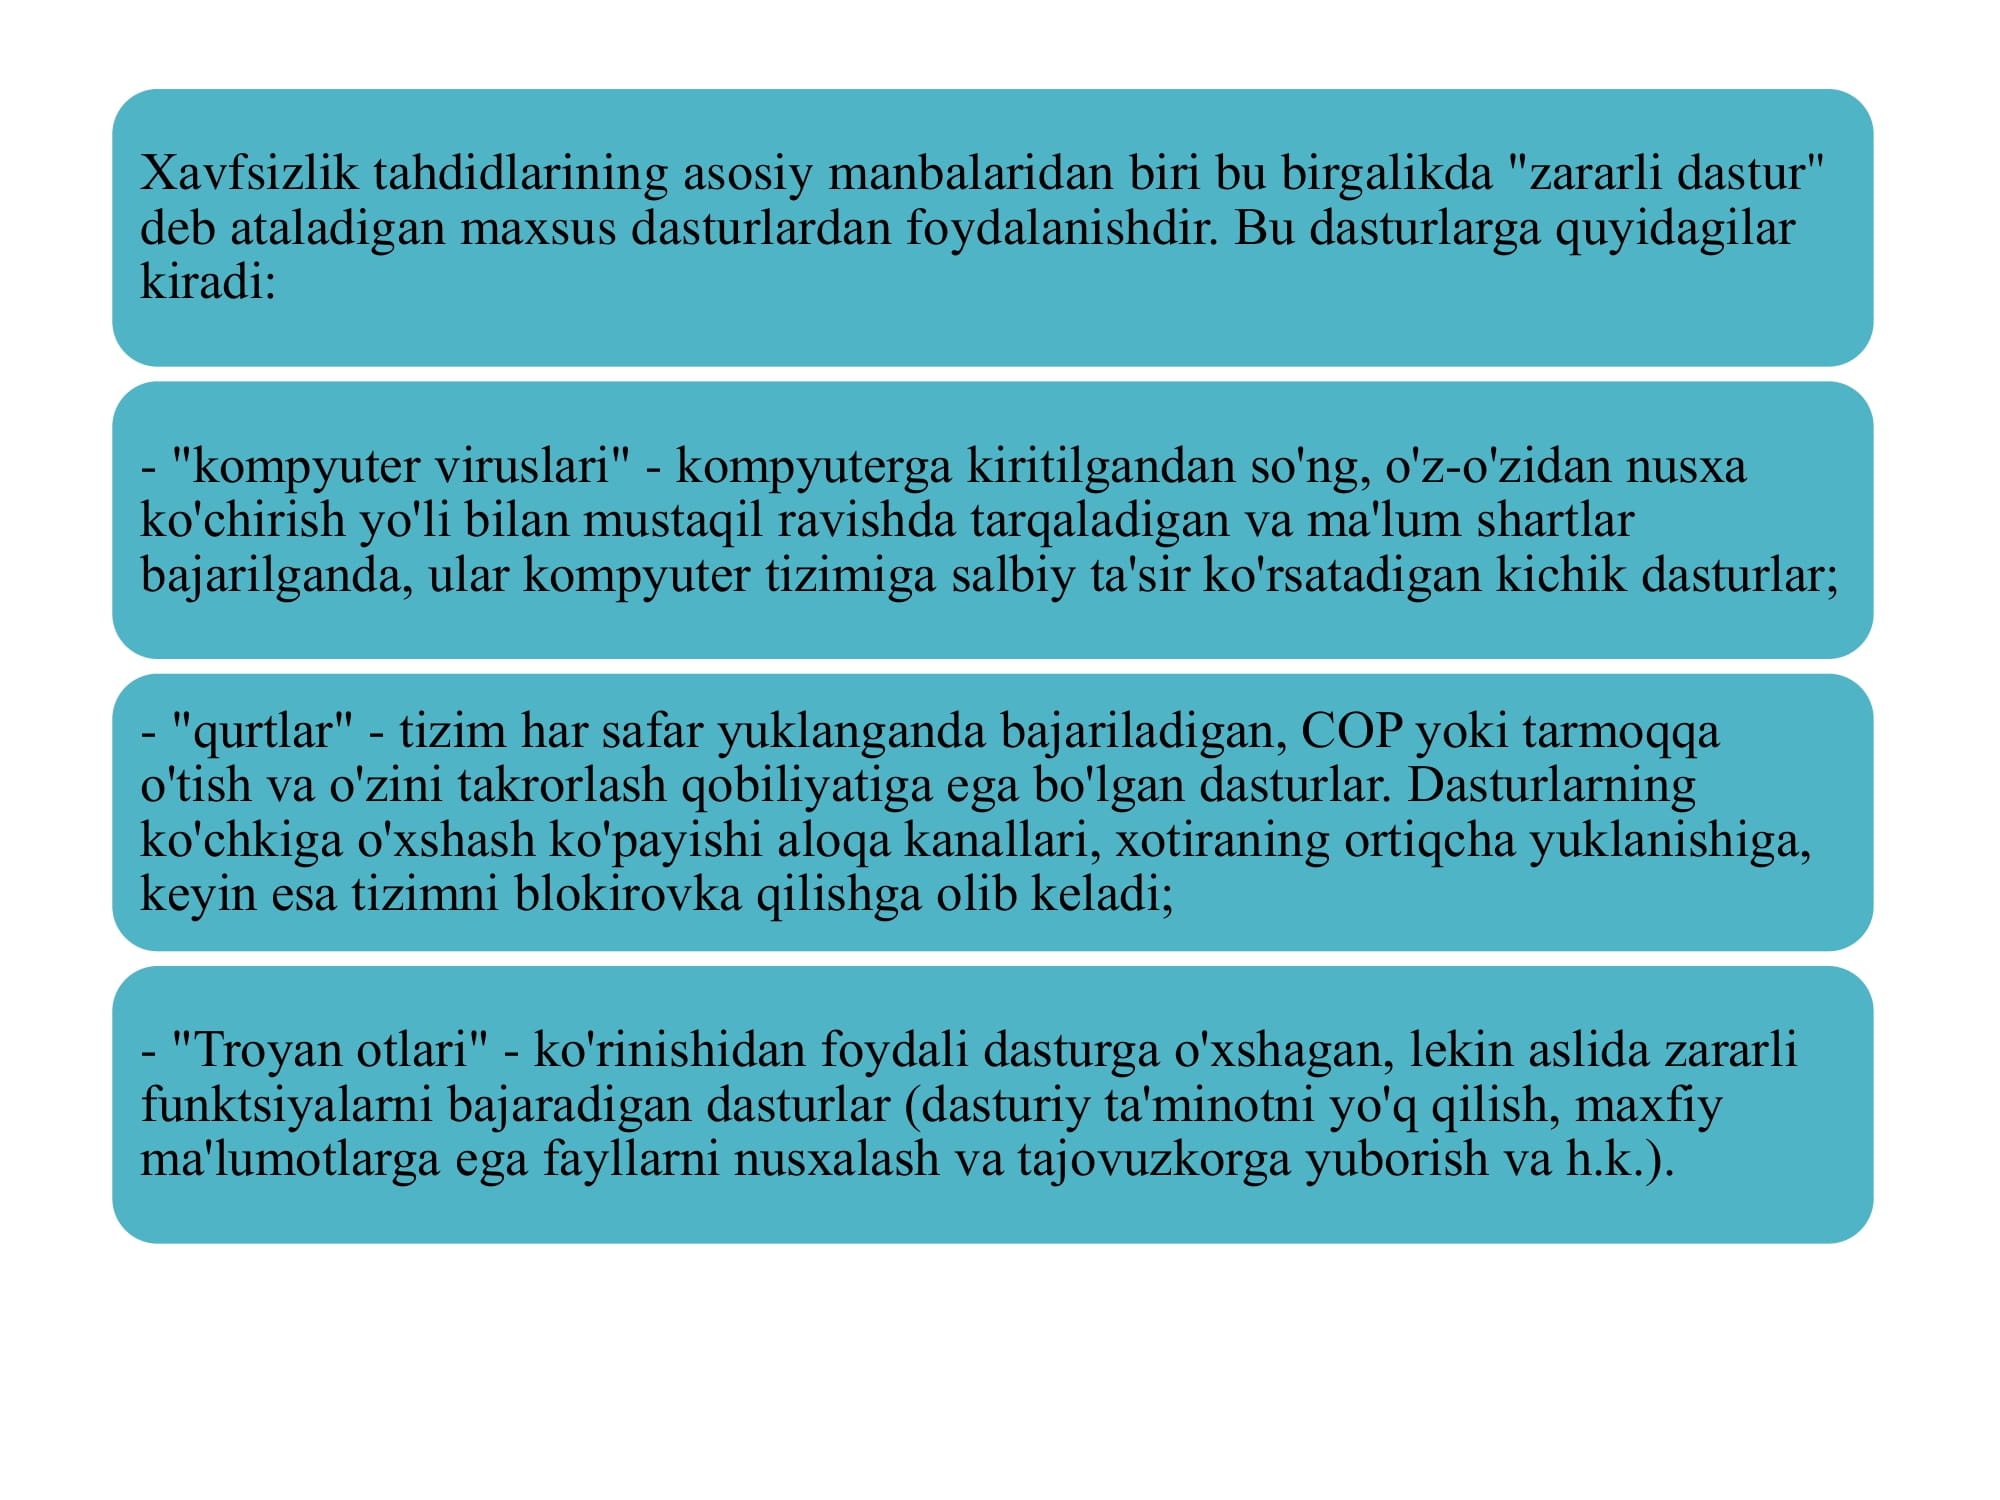 Xavfsizlik tahdidlarining asosiy manbalaridan biri bu birgalikda "zararli dastur"
deb ataladigan maxsus dasturlardan foydalanishdir. Bu dasturlarga quyidagilar
kiradi:
- "kompyuter viruslari" - kompyuterga kiritilgandan so'ng, o'z-o'zidan nusxa
ko'chirish yo'li bilan mustaqil ravishda tarqaladigan va ma'lum shartlar
bajarilganda, ular kompyuter tizimiga salbiy ta'sir ko'rsatadigan kichik dasturlar;
- "qurtlar" - tizim har safar yuklanganda bajariladigan, COP yoki tarmoqqa
o'tish va o'zini takrorlash qobiliyatiga ega bo'lgan dasturlar. Dasturlarning
ko'chkiga o'xshash ko'payishi aloqa kanallari, xotiraning ortiqcha yuklanishiga,
keyin esa tizimni blokirovka qilishga olib keladi;
- "Troyan otlari" - ko'rinishidan foydali dasturga o'xshagan, lekin aslida zararli
funktsiyalarni bajaradigan dasturlar (dasturiy ta'minotni yo'q qilish, maxfiy
ma'lumotlarga ega fayllarni nusxalash va tajovuzkorga yuborish va h.k.).